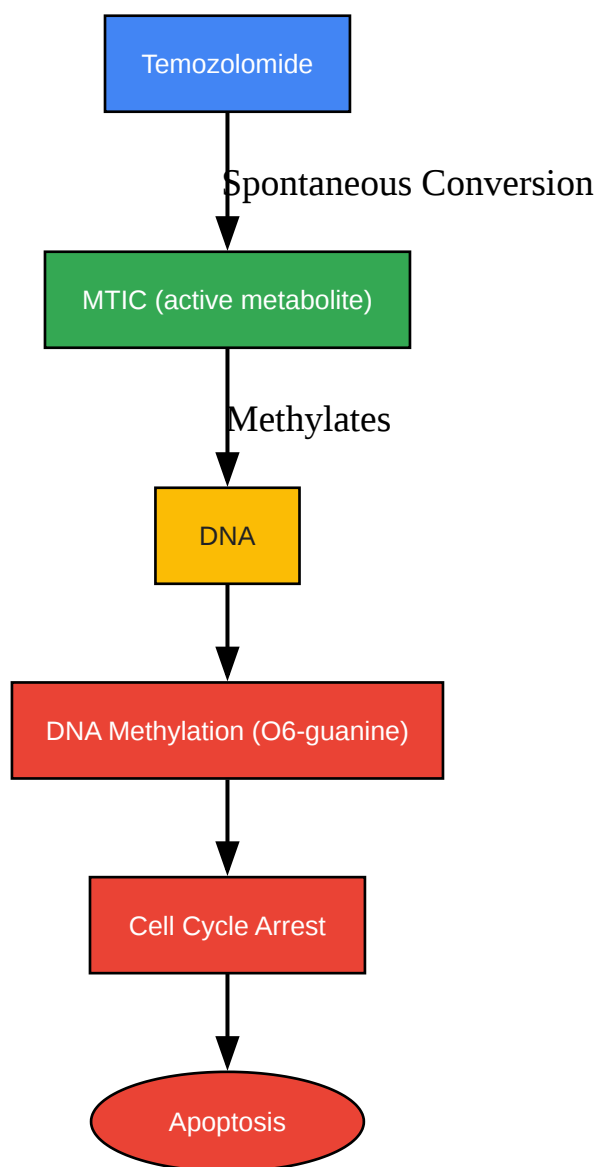 Temozolomide
Spontaneous Conversion
MTIC (active metabolite)
Methylates
DNA
DNA Methylation (O6-guanine)
Cell Cycle Arrest
Apoptosis